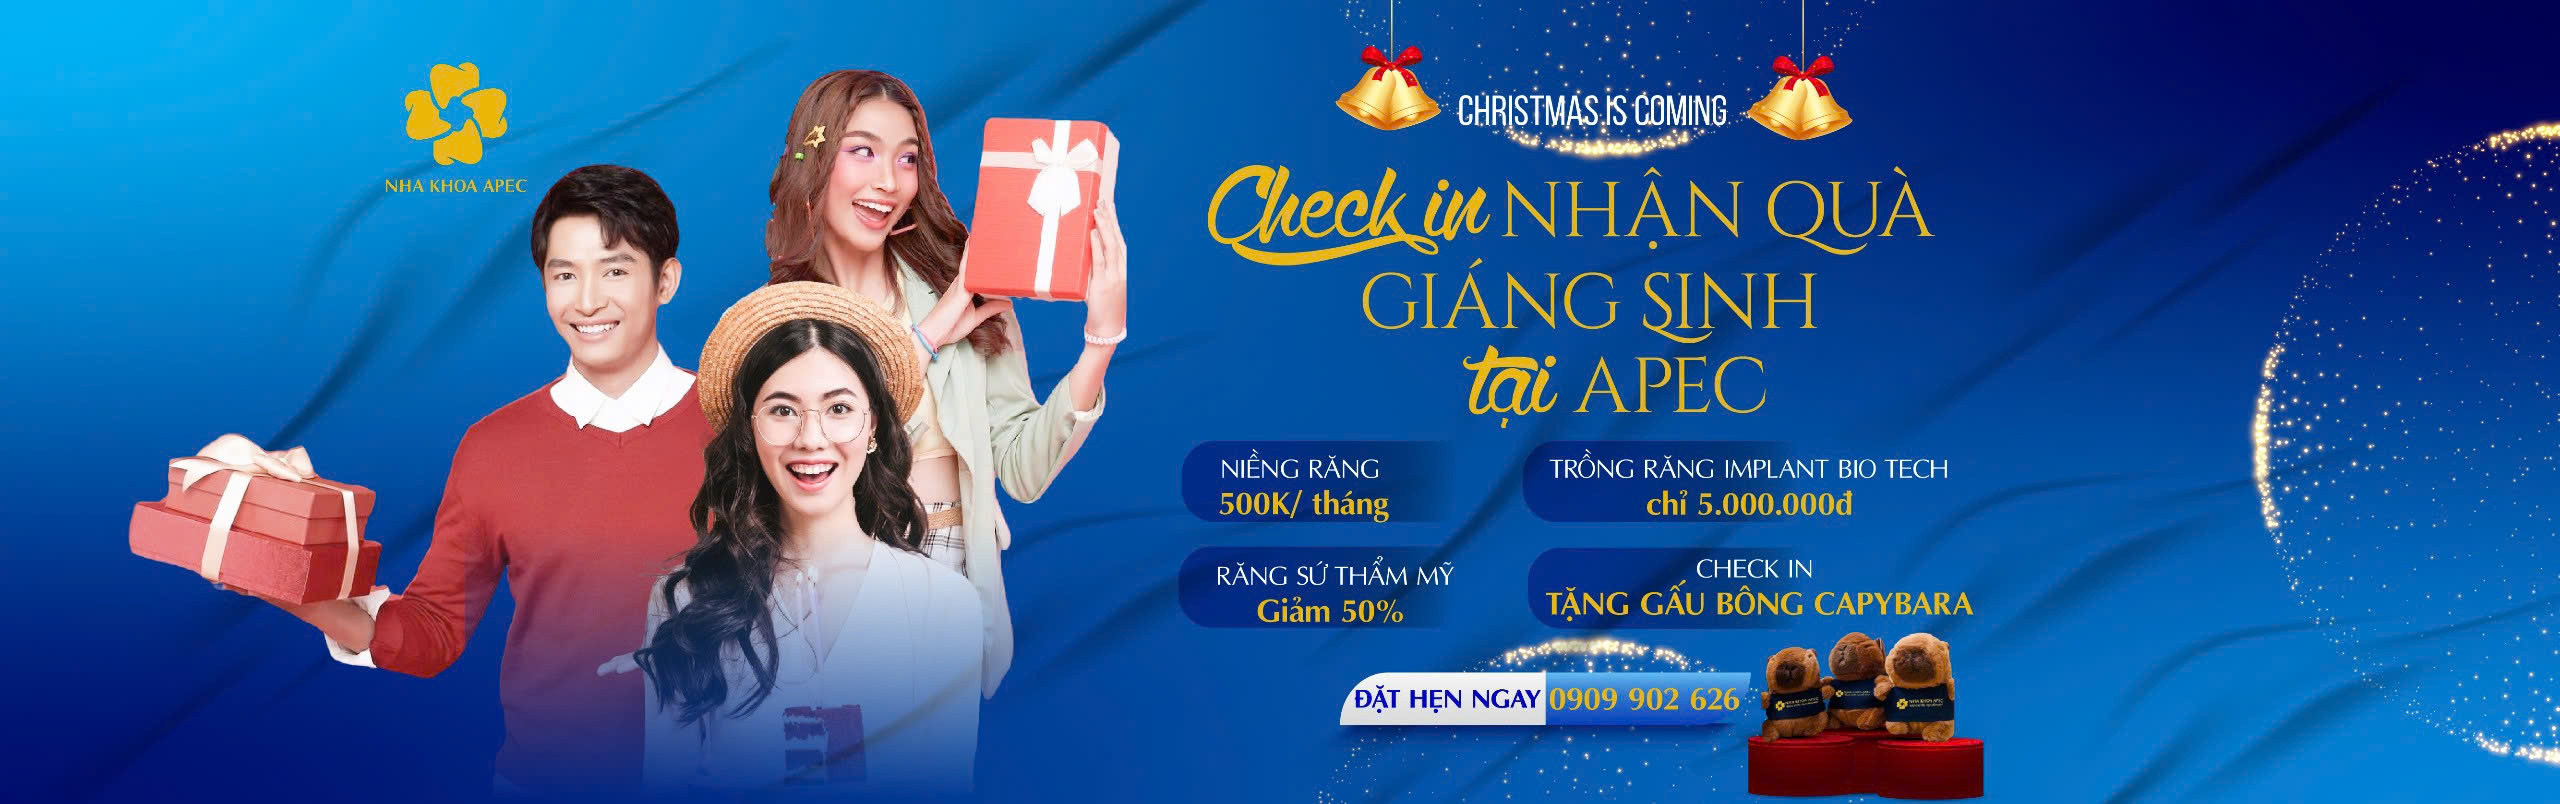 NHA KHOA APEC
CHRISTMAS IS COMING
Check in NHẬN QUÀ
GIÁNG SINH
tại APEC
NIỀNG RĂNG
500K/ tháng
TRỒNG RĂNG IMPLANT BIO TECH
chỉ 5.000.000đ
RĂNG SỨ THẨM MỸ
Giảm 50%
CHECK IN
TẶNG GẤU BÔNG CAPYBARA
ĐẶT HẸN NGAY 0909 902 626